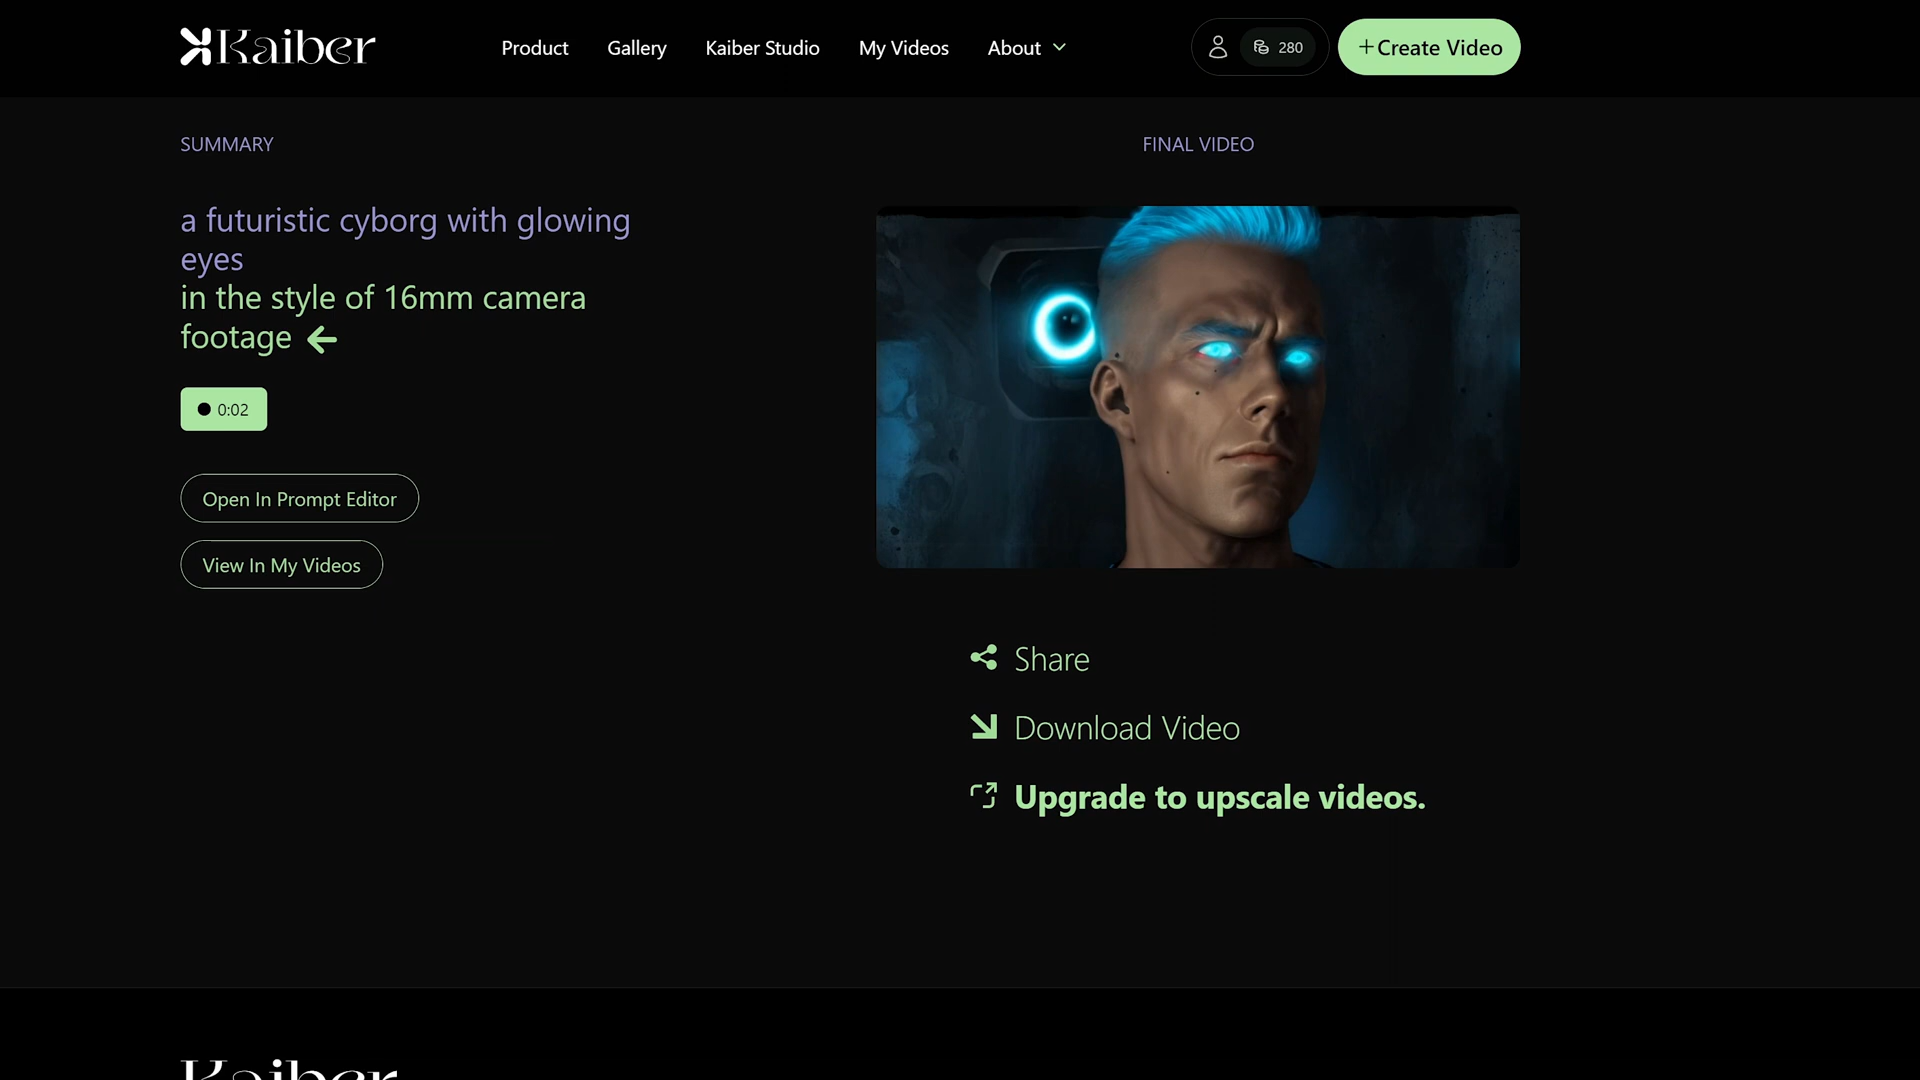 Kaiber
Product
Gallery
Kaiber Studio
My Videos
About
280
+Create Video
SUMMARY
a futuristic cyborg with glowing
eyes
in the style of 16mm camera
footage
0:02
Open In Prompt Editor
View In My Videos
FINAL VIDEO
Share
Download Video
Upgrade to upscale videos.
Kaiber